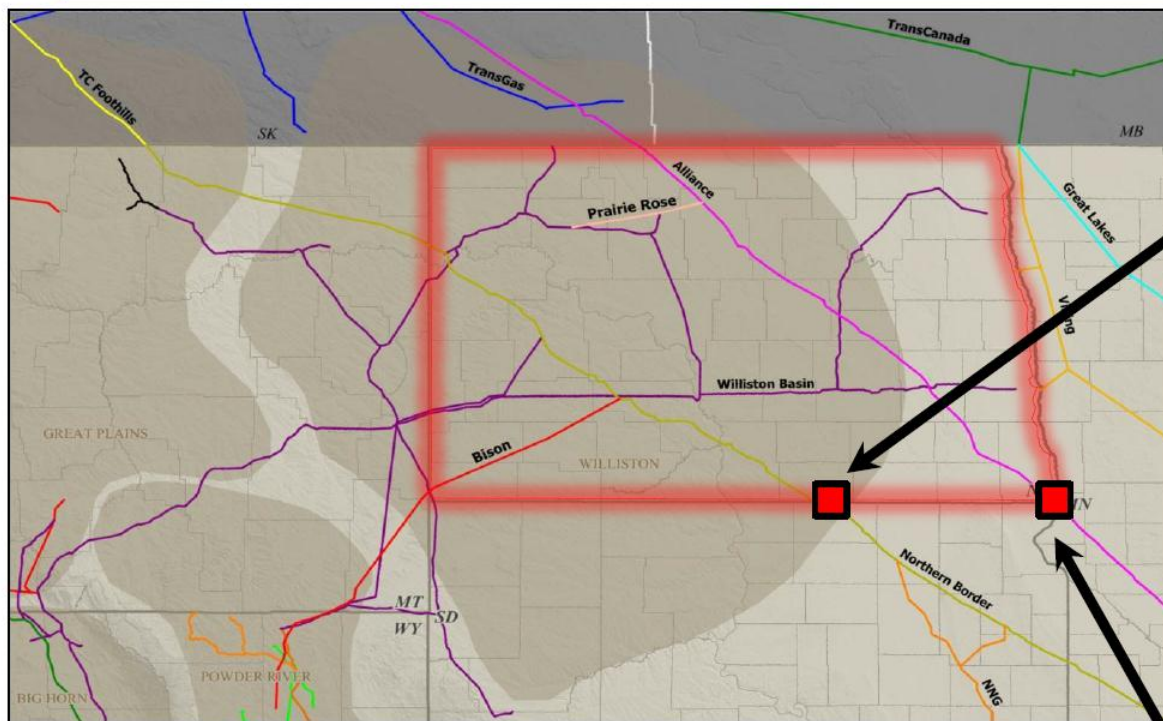 TransCanada
TC Foothills
TransGas
SK
MB
Alliance
Prairie Rose
Great Lakes
Viking
Williston Basin
GREAT PLAINS
Bison
WILLISTON
MN
Northern Border
MT
SD
WY
POWDER RIVER
BIG HORN
NNG